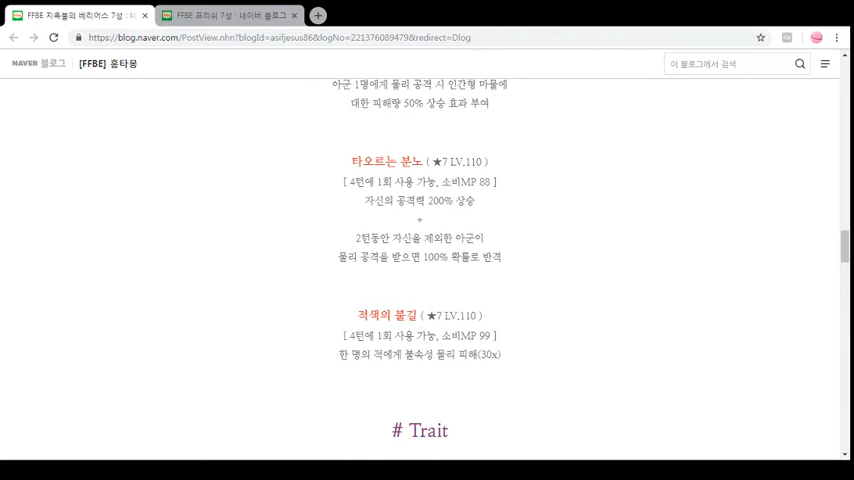 FFBE 지옥불의 베리어스 7성 : 네
FFBE 프리쉬 7성 : 네이버 블로그
https://blog.naver.com/PostView.nhn?blogId=asifjesus86&logNo=221376089479&redirect=Dlog
NAVER 블로그 | [FFBE] 홀타몽
이 블로그에서 검색
아군 1명에게 물리 공격 시 인간형 마물에
대한 피해량 50% 상승 효과 부여
타오르는 분노 ( ★7 LV.110 )
[ 4턴에 1회 사용 가능, 소비MP 88 ]
자신의 공격력 200% 상승
+
2턴동안 자신을 제외한 아군이
물리 공격을 받으면 100% 확률로 반격
적색의 불길 ( ★7 LV.110 )
[ 4턴에 1회 사용 가능, 소비MP 99 ]
한 명의 적에게 불속성 물리 피해(30x)
# Trait